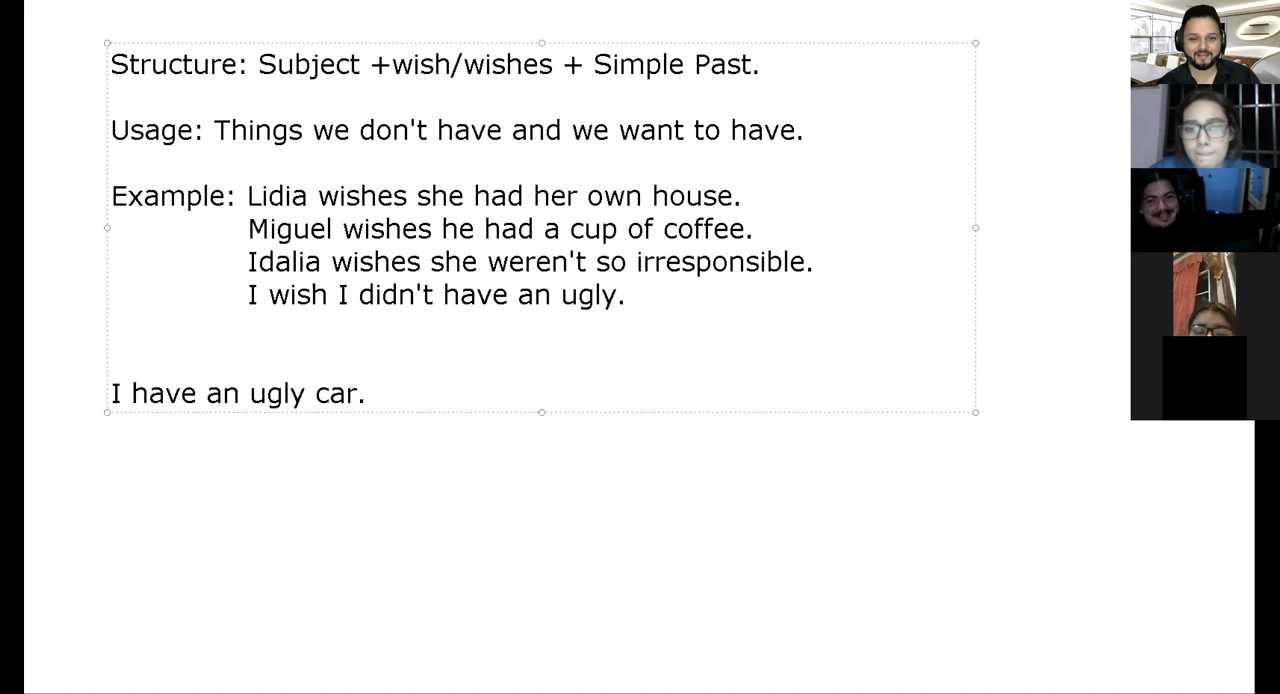 Structure: Subject +wish/wishes + Simple Past.
Usage: Things we don't have and we want to have.
Example: Lidia wishes she had her own house.
Miguel wishes he had a cup of coffee.
Idalia wishes she weren't so irresponsible.
I wish I didn't have an ugly.
I have an ugly car.